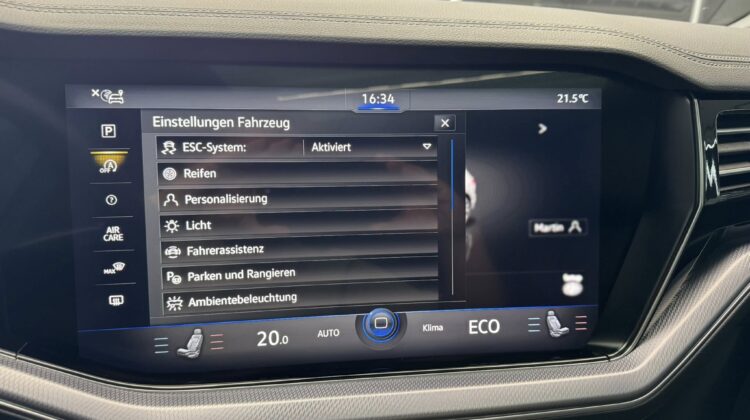 16:34
21.5°C
Einstellungen Fahrzeug
P
ESC-System: Aktiviert
OFF A
Reifen
Personalisierung
AIR
CARE
Licht
Fahrerassistenz
MAX
Parken und Rangieren
Ambientebeleuchtung
Martin
20.0 AUTO Klima ECO